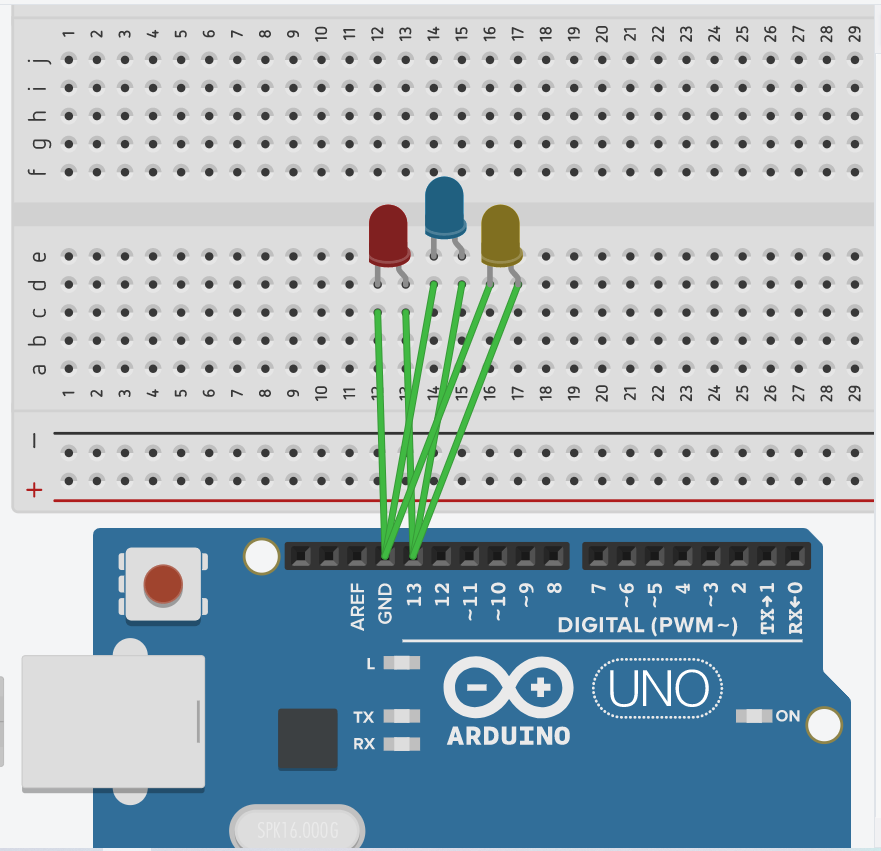 1 2 3 4 5 6 7 8 9 10 11 12 13 14 15 16 17 18 19 20 21 22 23 24 25 26 27 28 29
j
i
h
g
f
e
d
c
b
a
1 2 3 4 5 6 7 8 9 10 11 12 13 14 15 16 17 18 19 20 21 22 23 24 25 26 27 28 29
−
+
AREF GND 13 12 ~11 ~10 ~9 8 7 ~6 ~5 4 ~3 2 TX→1 RX←0
DIGITAL (PWM~)
L
TX
RX
ARDUINO
UNO
ON
SPK16.000G